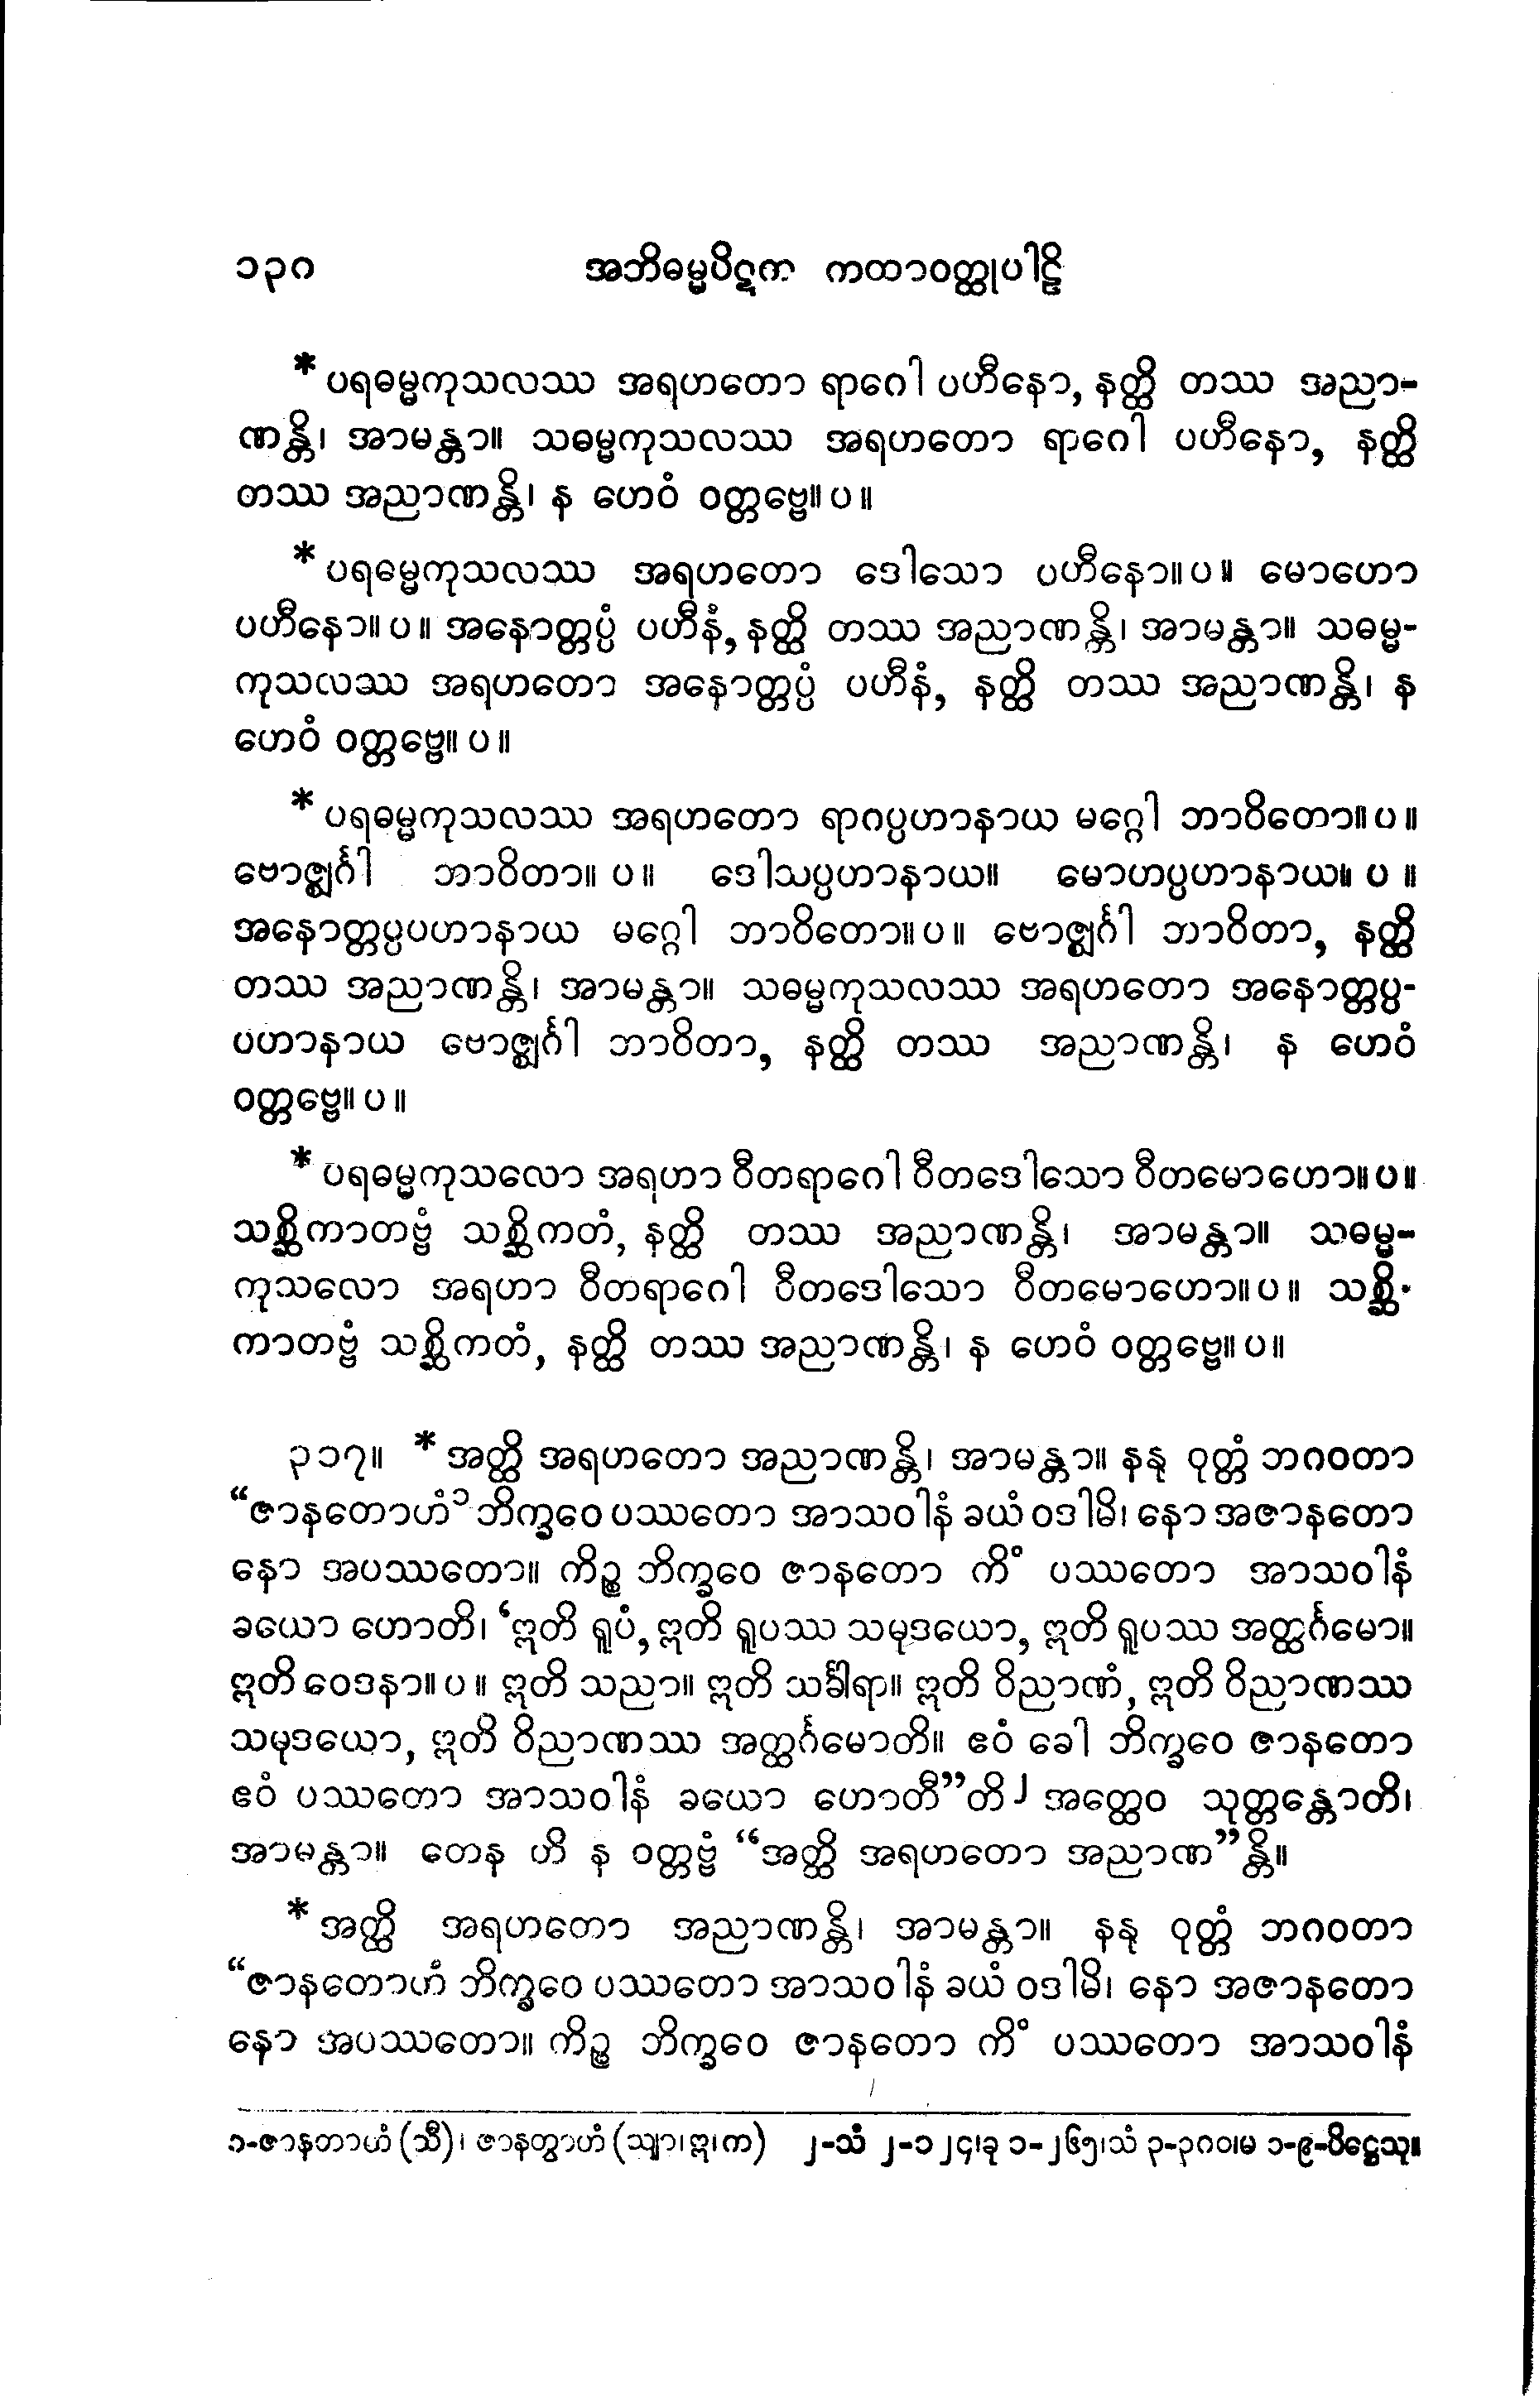 ၁၃ဂ အဘိဓမ္မပိဋက ကထာဝတ္ထုပါဠိ
* ပရဓမ္မကုသလဿ အရဟတော ရာဂေါ ပဟီနော, နတ္ထိ တဿ အညာ-
ဏန္တိ၊ အာမန္တာ။ သဓမ္မကုသလဿ အရဟတော ရာဂေါ ပဟီနော, နတ္ထိ
တဿ အညာဏန္တိ၊ န ဟေဝံ ဝတ္တဗ္ဗေ။ ပ ။
* ပရဓမ္မကုသလဿ အရဟတော ဒေါသော ပဟီနော။ ပ ။ မောဟော
ပဟီနော။ ပ ။ အနောတ္တပ္ပံ ပဟီနံ, နတ္ထိ တဿ အညာဏန္တိ၊ အာမန္တာ။ သဓမ္မ-
ကုသလဿ အရဟတော အနောတ္တပ္ပံ ပဟီနံ, နတ္ထိ တဿ အညာဏန္တိ၊ န
ဟေဝံ ဝတ္တဗ္ဗေ။ ပ ။
* ပရဓမ္မကုသလဿ အရဟတော ရာဂပ္ပဟာနာယ မဂ္ဂေါ ဘာဝိတော။ ပ ။
ဗောဇ္ဈင်္ဂါ ဘာဝိတာ။ ပ ။ ဒေါသပ္ပဟာနာယ။ မောဟပ္ပဟာနာယ။ ပ ။
အနောတ္တပ္ပပဟာနာယ မဂ္ဂေါ ဘာဝိတော။ ပ ။ ဗောဇ္ဈင်္ဂါ ဘာဝိတာ, နတ္ထိ
တဿ အညာဏန္တိ၊ အာမန္တာ။ သဓမ္မကုသလဿ အရဟတော အနောတ္တပ္ပ-
ပဟာနာယ ဗောဇ္ဈင်္ဂါ ဘာဝိတာ, နတ္ထိ တဿ အညာဏန္တိ၊ န ဟေဝံ
ဝတ္တဗ္ဗေ။ ပ ။
* ပရဓမ္မကုသလော အရဟာ ဝီတရာဂေါ ဝီတဒေါသော ဝီတမောဟော။ ပ ။
သစ္ဆိကာတဗ္ဗံ သစ္ဆိကတံ, နတ္ထိ တဿ အညာဏန္တိ၊ အာမန္တာ။ သဓမ္မ-
ကုသလော အရဟာ ဝီတရာဂေါ ဝီတဒေါသော ဝီတမောဟော။ ပ ။ သစ္ဆိ-
ကာတဗ္ဗံ သစ္ဆိကတံ, နတ္ထိ တဿ အညာဏန္တိ၊ န ဟေဝံ ဝတ္တဗ္ဗေ။ ပ ။
၃၁၇။ * အတ္ထိ အရဟတော အညာဏန္တိ၊ အာမန္တာ။ နနု ဝုတ္တံ ဘဂဝတာ
“ဇာနတောဟံ ၁ ဘိက္ခဝေ ပဿတော အာသဝါနံ ခယံ ဝဒါမိ၊ နော အဇာနတော
နော အပဿတော။ ကိဉ္စ ဘိက္ခဝေ ဇာနတော ကိံ ပဿတော အာသဝါနံ
ခယော ဟောတိ၊ ‘ဣတိ ရူပံ, ဣတိ ရူပဿ သမုဒယော, ဣတိ ရူပဿ အတ္ထင်္ဂမော။
ဣတိ ဝေဒနာ။ ပ ။ ဣတိ သညာ။ ဣတိ သင်္ခါရာ။ ဣတိ ဝိညာဏံ, ဣတိ ဝိညာဏဿ
သမုဒယော, ဣတိ ဝိညာဏဿ အတ္ထင်္ဂမောတိ။ ဧဝံ ခေါ ဘိက္ခဝေ ဇာနတော
ဧဝံ ပဿတော အာသဝါနံ ခယော ဟောတီ”တိ ၂ အတ္ထေဝ သုတ္တန္တောတိ၊
အာမန္တာ။ တေန ဟိ န ဝတ္တဗ္ဗံ “အတ္ထိ အရဟတော အညာဏ”န္တိ။
* အတ္ထိ အရဟတော အညာဏန္တိ၊ အာမန္တာ။ နနု ဝုတ္တံ ဘဂဝတာ
“ဇာနတောဟံ ဘိက္ခဝေ ပဿတော အာသဝါနံ ခယံ ဝဒါမိ၊ နော အဇာနတော
နော အပဿတော။ ကိဉ္စ ဘိက္ခဝေ ဇာနတော ကိံ ပဿတော အာသဝါနံ
၁-ဇာနတာဟံ (သီ)၊ ဇာနတွာဟံ (သျာ၊ ဣ၊ က) ၂-သံ ၂-၁၂၄၊ ခု ၁-၂၆၅၊ သံ ၃-၃ဂ၀၊ မ ၁-၉-ပိဋ္ဌေသု။